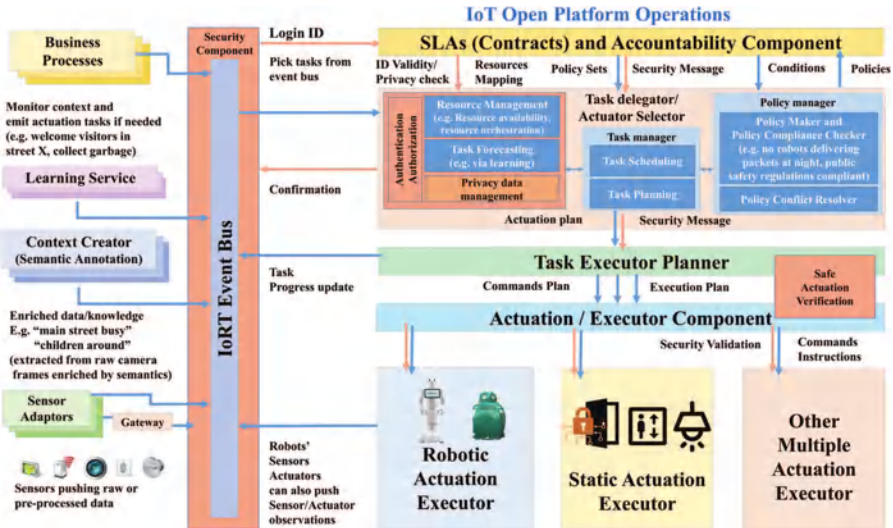 IoT Open Platform Operations
Business
Processes
Monitor context and
emit actuation tasks if needed
(e.g. welcome visitors in
street X, collect garbage)
Learning Service
Context Creator
(Semantic Annotation)
Enriched data/knowledge
E.g. “main street busy”
“children around”
(extracted from raw camera
frames enriched by semantics)
Sensor
Adaptors
Gateway
Sensors pushing raw or
pre-processed data
Security
Component
IoRT Event Bus
Login ID
Pick tasks from
event bus
Confirmation
Task
Progress update
Robots’
Sensors
Actuators
can also push
Sensor/Actuator
observations
SLAs (Contracts) and Accountability Component
ID Validity/
Privacy check
Resources
Mapping
Policy Sets
Security Message
Conditions
Policies
Authentication
Authorization
Resource Management
(e.g. Resource availability,
resource orchestration)
Task Forecasting
(e.g. via learning)
Privacy data
management
Task delegator/
Actuator Selector
Task manager
Task Scheduling
Task Planning
Policy manager
Policy Maker and
Policy Compliance Checker
(e.g. no robots delivering
packets at night, public
safety regulations compliant)
Policy Conflict Resolver
Actuation plan
Security Message
Task Executor Planner
Commands Plan
Execution Plan
Safe
Actuation
Verification
Actuation / Executor Component
Security Validation
Commands
Instructions
Robotic
Actuation
Executor
Static Actuation
Executor
Other
Multiple
Actuation
Executor